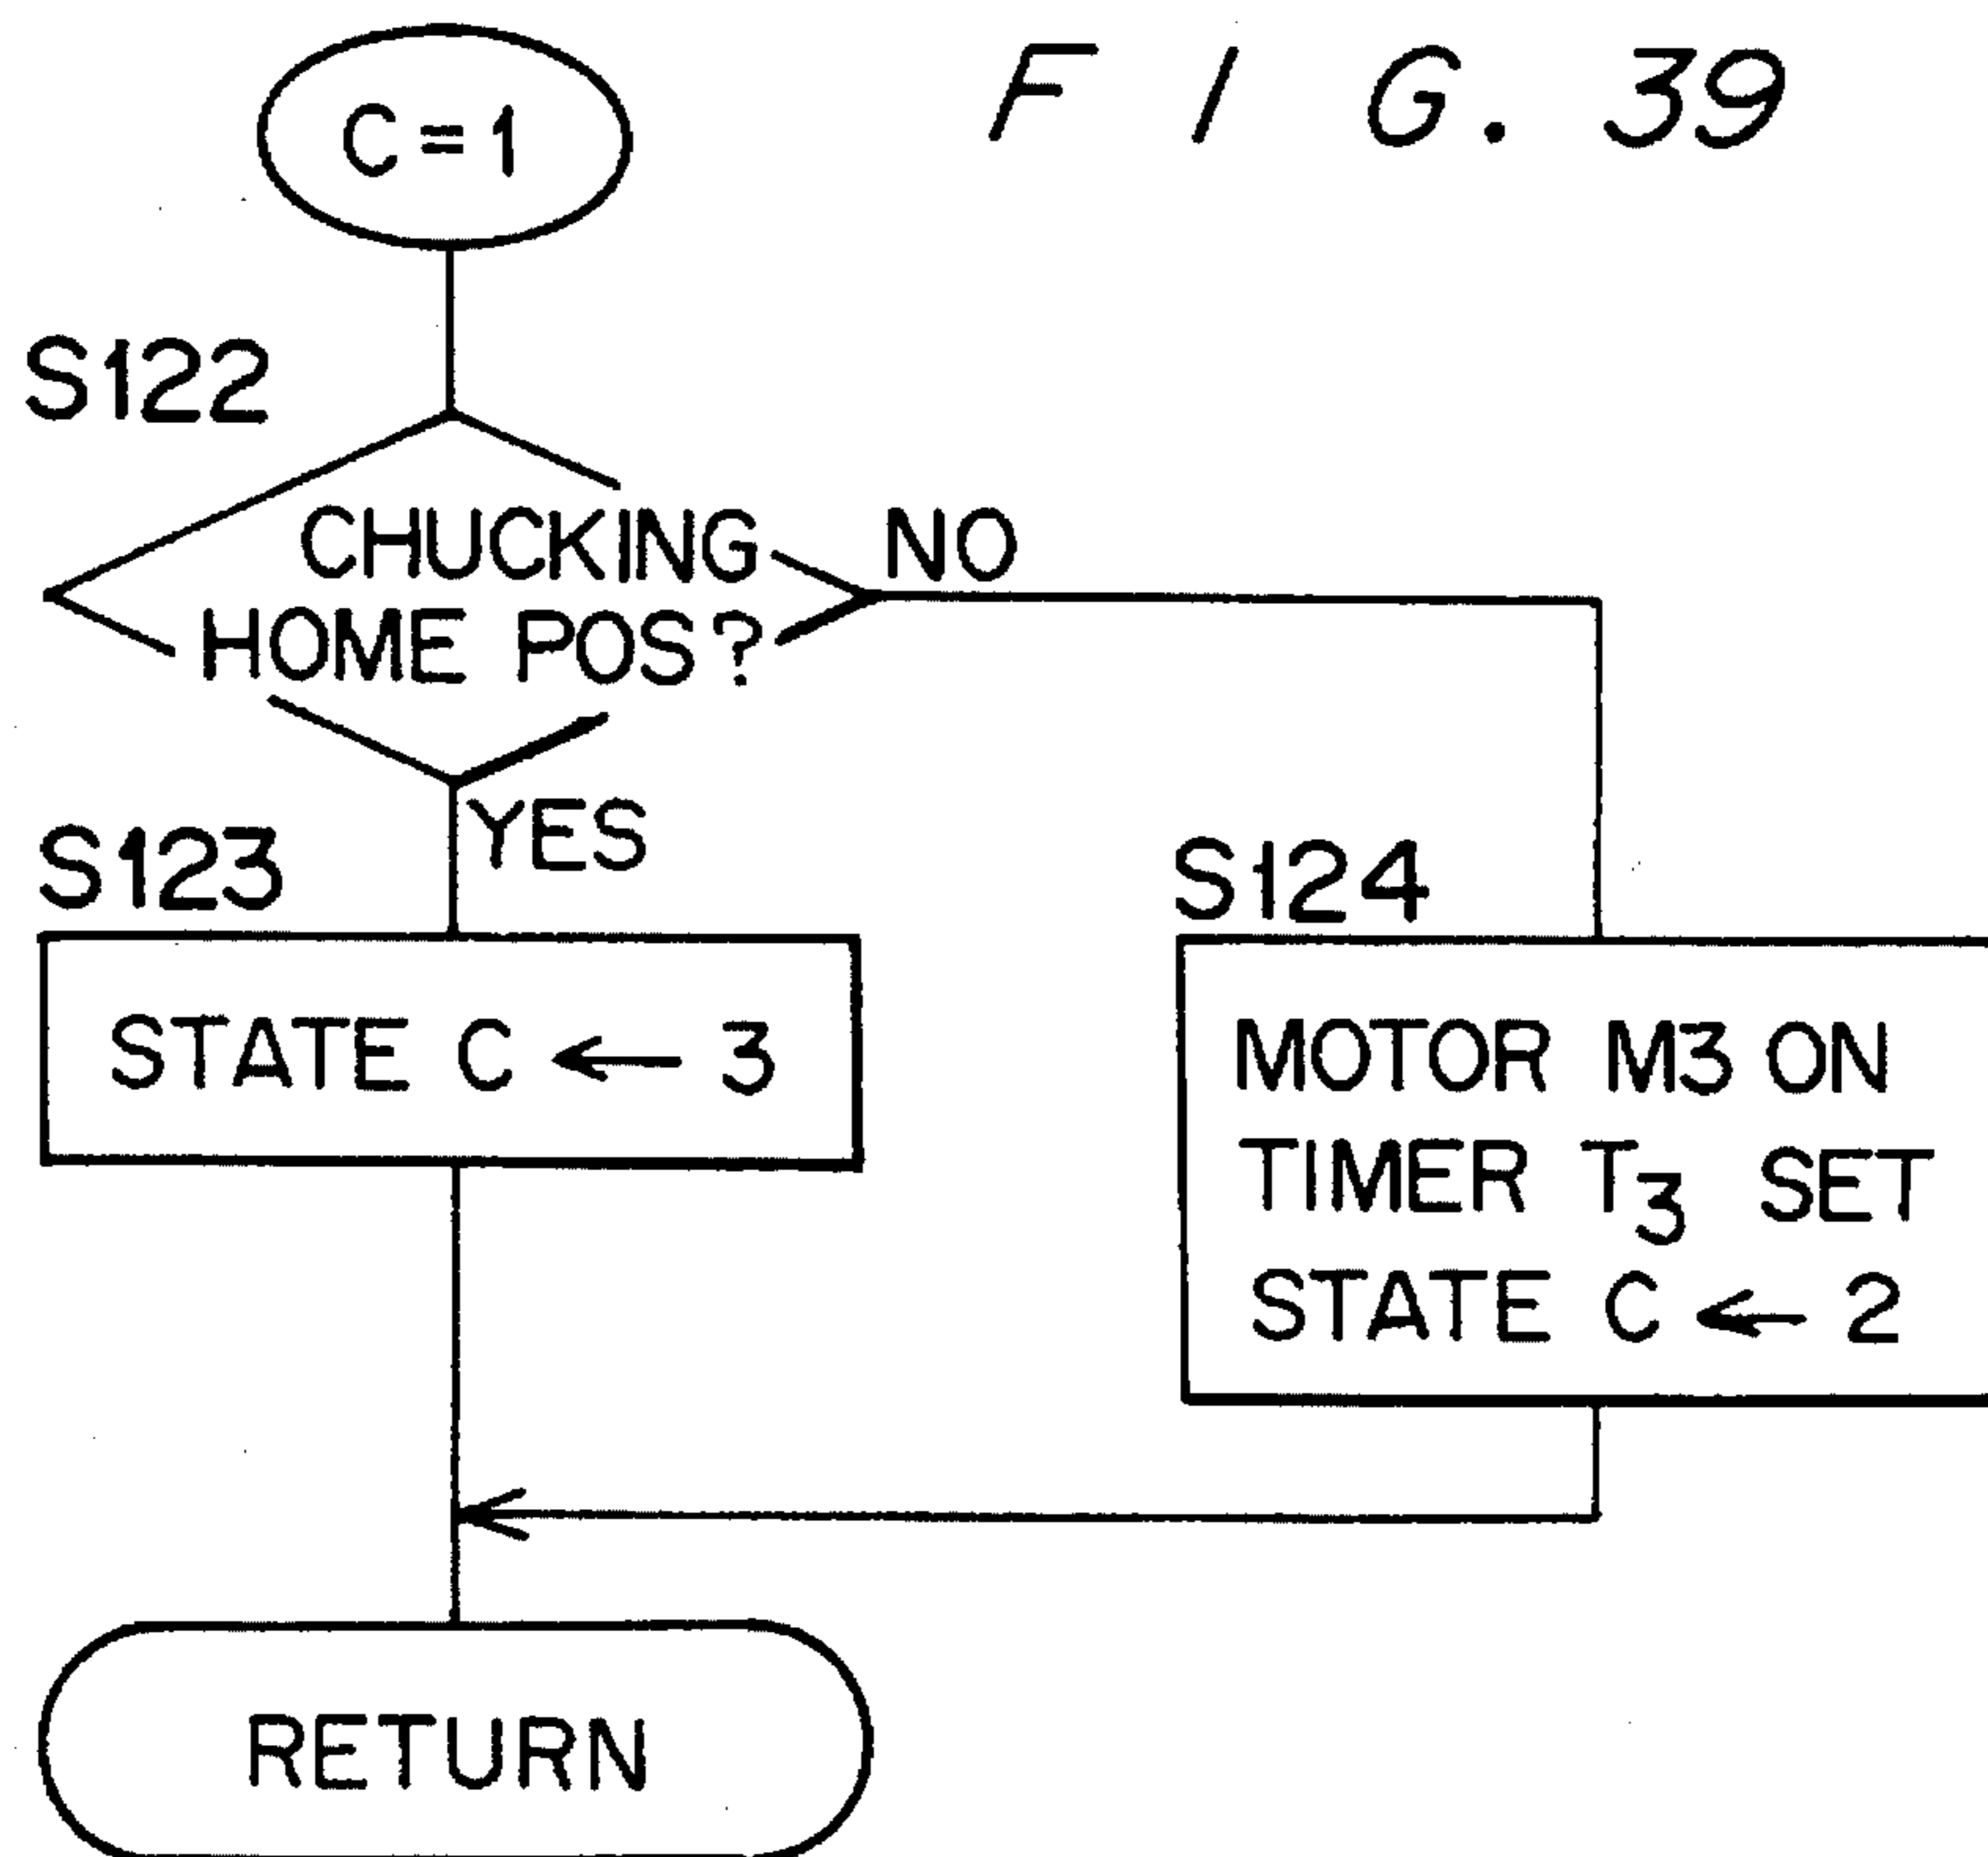 F I G. 39
C = 1
S122
CHUCKING
HOME POS?
NO
YES
S123
STATE C ← 3
S124
MOTOR M3 ON
TIMER T₃ SET
STATE C ← 2
RETURN